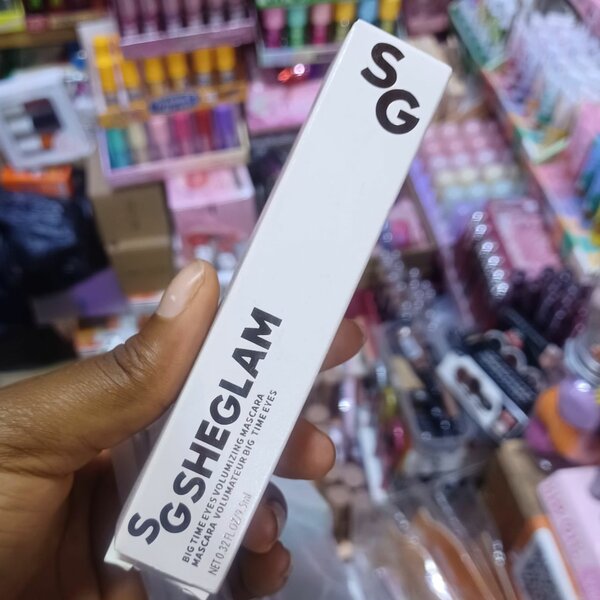 SG
SG SHEGLAM
BIG TIME EYES VOLUMIZING MASCARA
MASCARA VOLUMATEUR BIG TIME EYES
NET 0.32 FL OZ/9.5ml